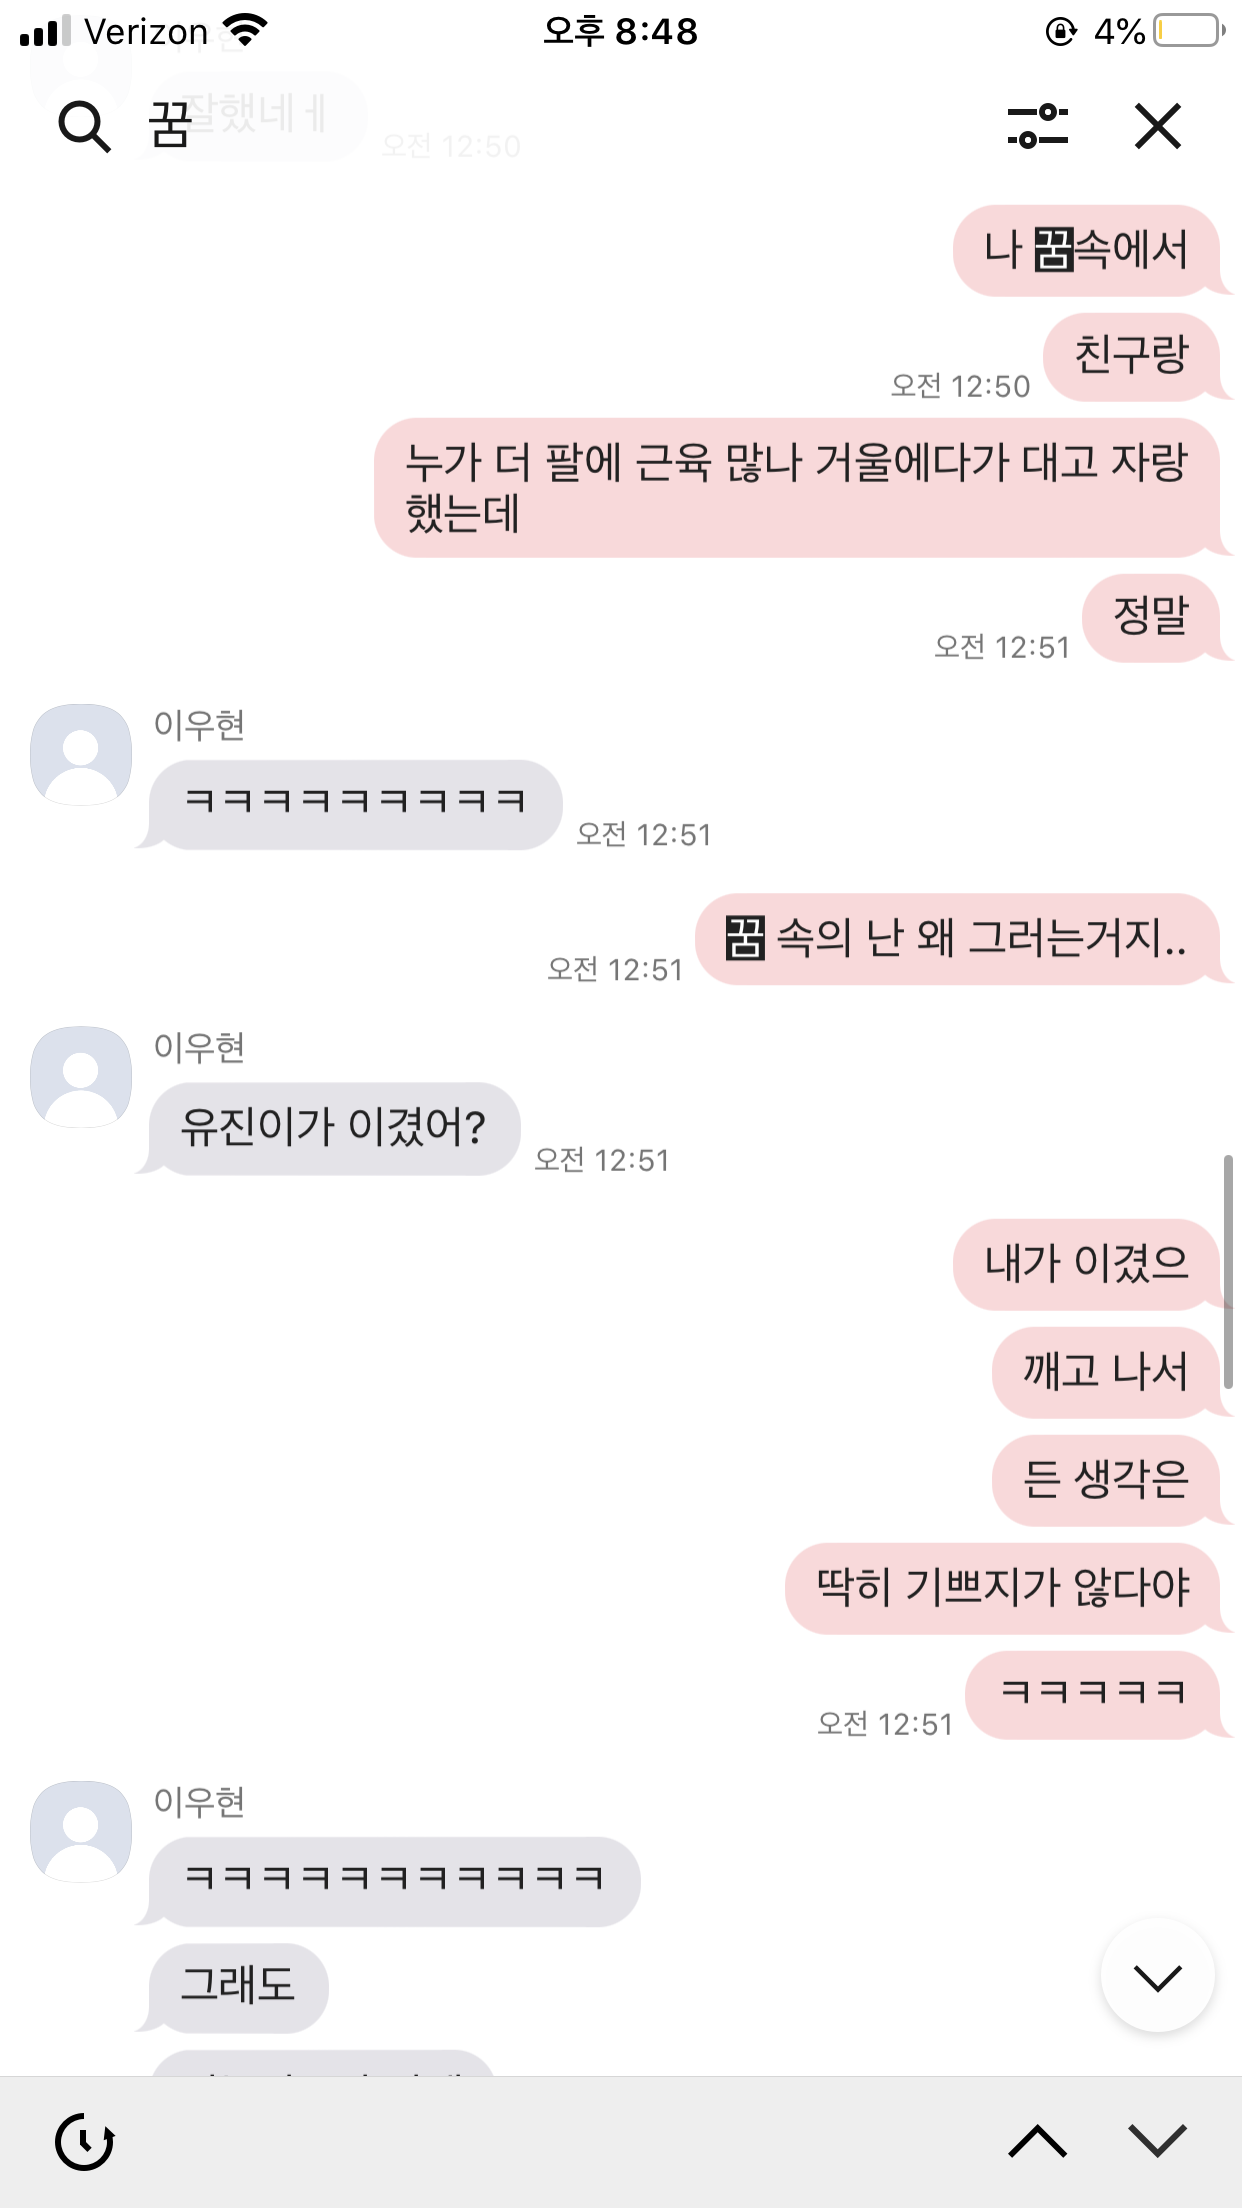 Verizon 오후 8:48 4%
꿈
잘했네ㅔ
오전 12:50
나 꿈속에서
친구랑
오전 12:50
누가 더 팔에 근육 많나 거울에다가 대고 자랑
했는데
정말
오전 12:51
이우현
ㅋㅋㅋㅋㅋㅋㅋㅋㅋ
오전 12:51
꿈 속의 난 왜 그러는거지..
오전 12:51
이우현
유진이가 이겼어?
오전 12:51
내가 이겼으
깨고 나서
든 생각은
딱히 기쁘지가 않다야
ㅋㅋㅋㅋㅋ
오전 12:51
이우현
ㅋㅋㅋㅋㅋㅋㅋㅋㅋㅋㅋ
그래도